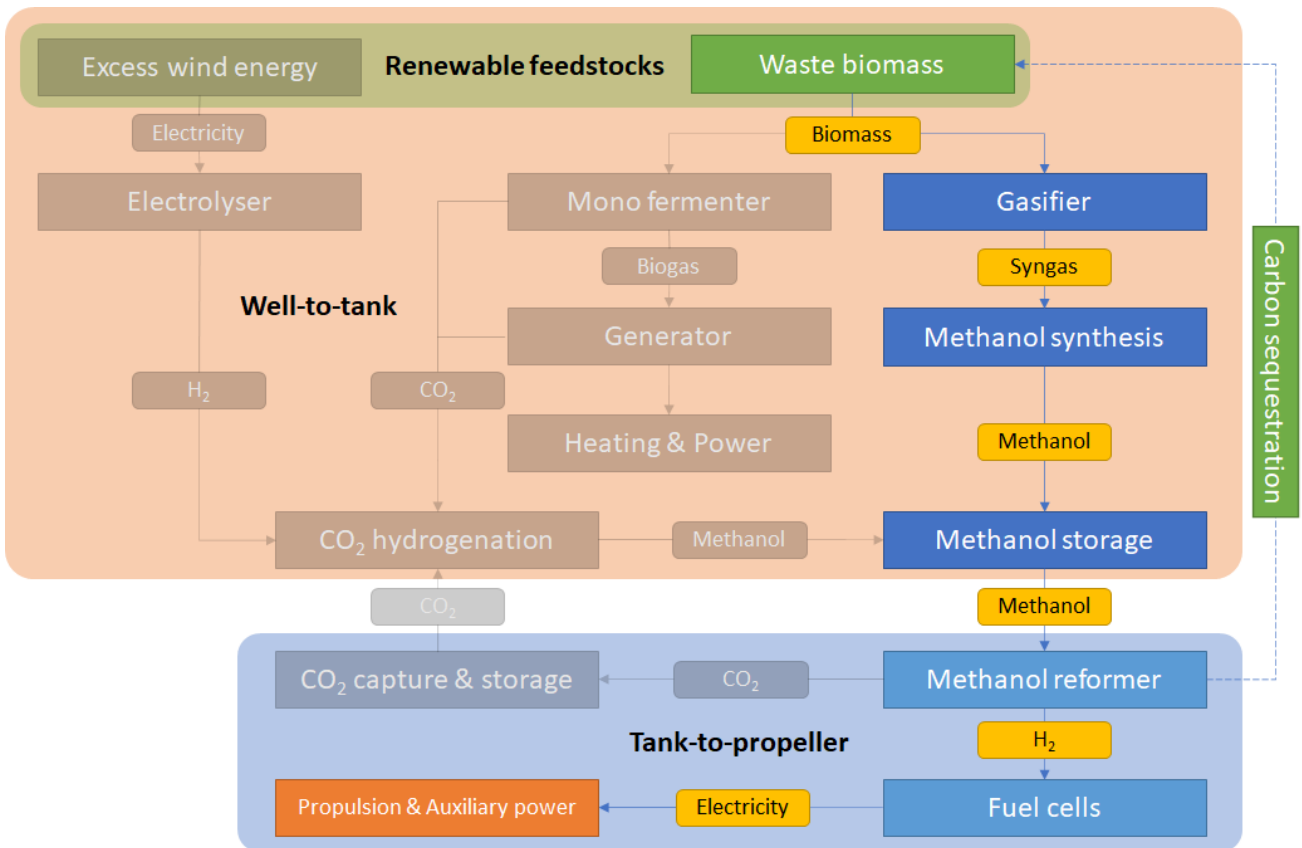 Excess wind energy
Renewable feedstocks
Waste biomass
Electricity
Biomass
Electrolyser
Mono fermenter
Gasifier
Biogas
Syngas
Well-to-tank
Generator
Methanol synthesis
H₂
CO₂
Heating & Power
Methanol
Carbon sequestration
CO₂ hydrogenation
Methanol
Methanol storage
CO₂
Methanol
CO₂ capture & storage
CO₂
Methanol reformer
Tank-to-propeller
H₂
Propulsion & Auxiliary power
Electricity
Fuel cells